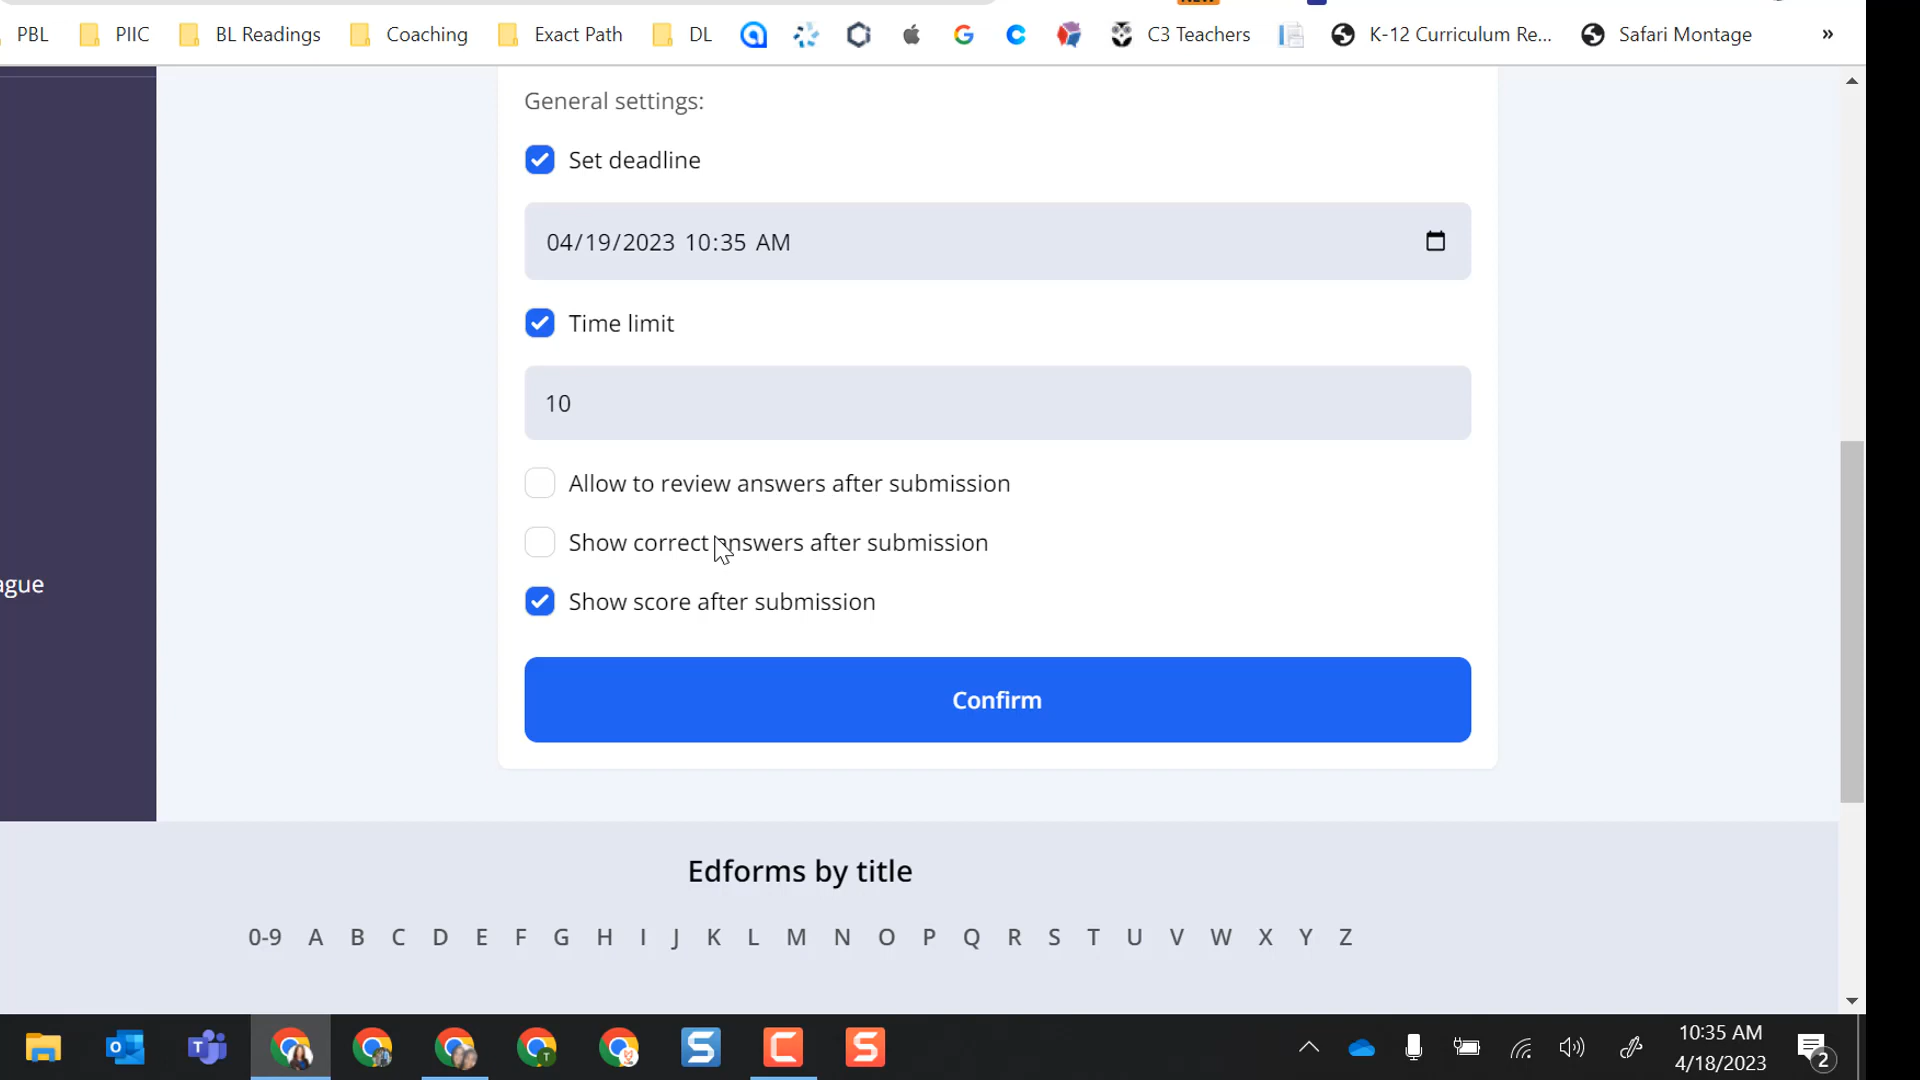 NEW
PBL PIIC BL Readings Coaching Exact Path DL C3 Teachers K-12 Curriculum Re... Safari Montage »
General settings:
Set deadline
04/19/2023 10:35 AM
Time limit
10
Allow to review answers after submission
Show correct answers after submission
ague
Show score after submission
Confirm
Edforms by title
0-9 A B C D E F G H I J K L M N O P Q R S T U V W X Y Z
10:35 AM
4/18/2023
2